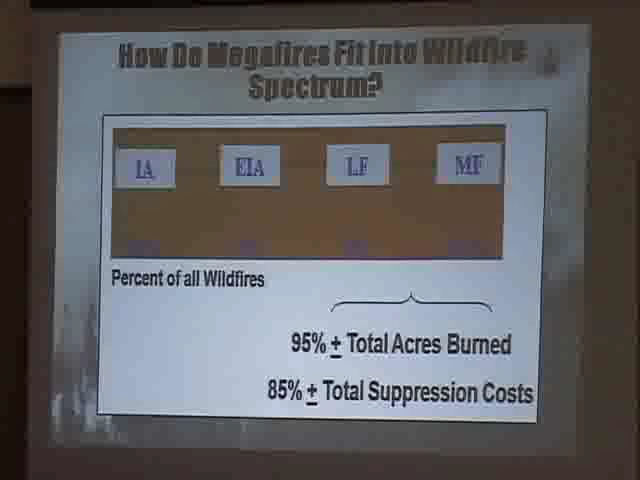 How Do Megafires Fit Into Wildfire
Spectrum?
IA EIA LF MF
Percent of all Wildfires
95% ± Total Acres Burned
85% ± Total Suppression Costs